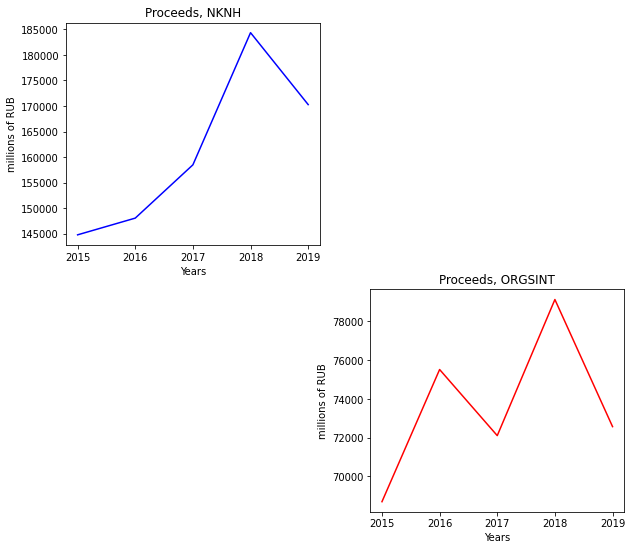 Proceeds, NKNH
185000
180000
175000
170000
165000
160000
155000
150000
145000
millions of RUB
2015 2016 2017 2018 2019
Years
Proceeds, ORGSINT
78000
76000
74000
72000
70000
millions of RUB
2015 2016 2017 2018 2019
Years